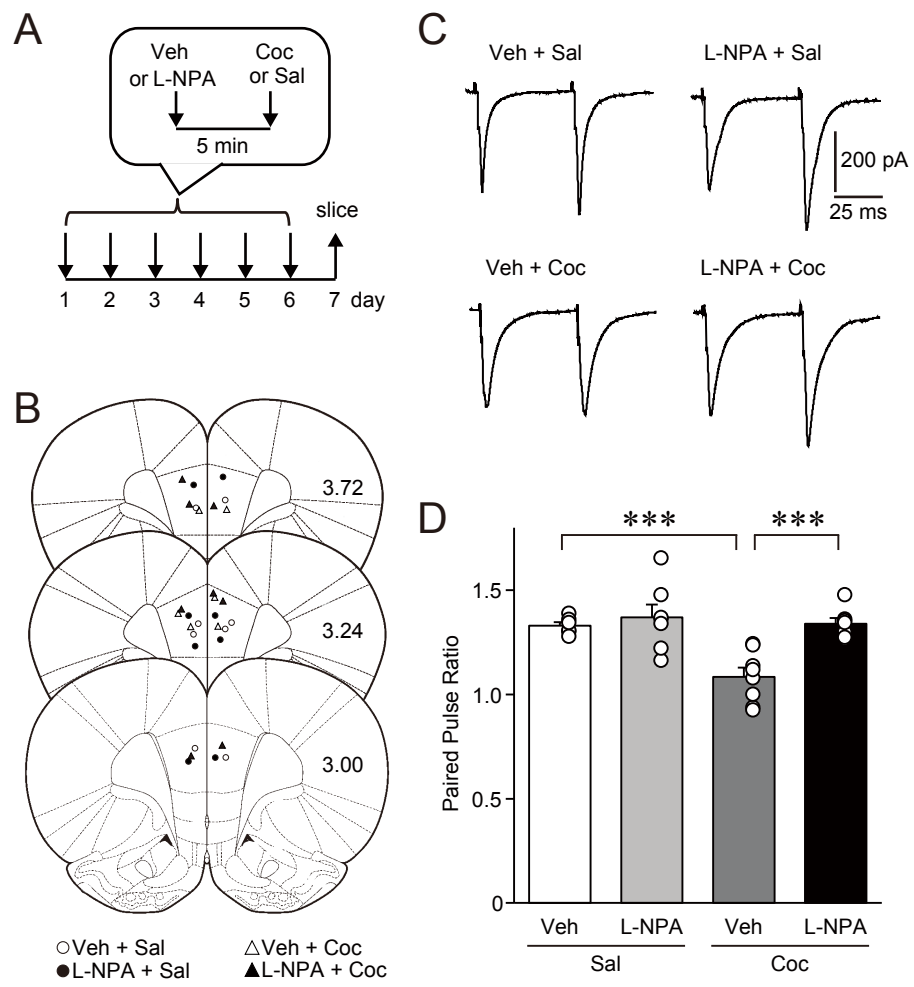 A
Veh
or L-NPA
Coc
or Sal
5 min
slice
1 2 3 4 5 6 7 day
B
3.72
3.24
3.00
○Veh + Sal △Veh + Coc
●L-NPA + Sal ▲L-NPA + Coc
C
Veh + Sal L-NPA + Sal
200 pA
25 ms
Veh + Coc L-NPA + Coc
D
*** ***
Paired Pulse Ratio
1.5
1.0
0.5
0
Veh L-NPA Veh L-NPA
Sal Coc